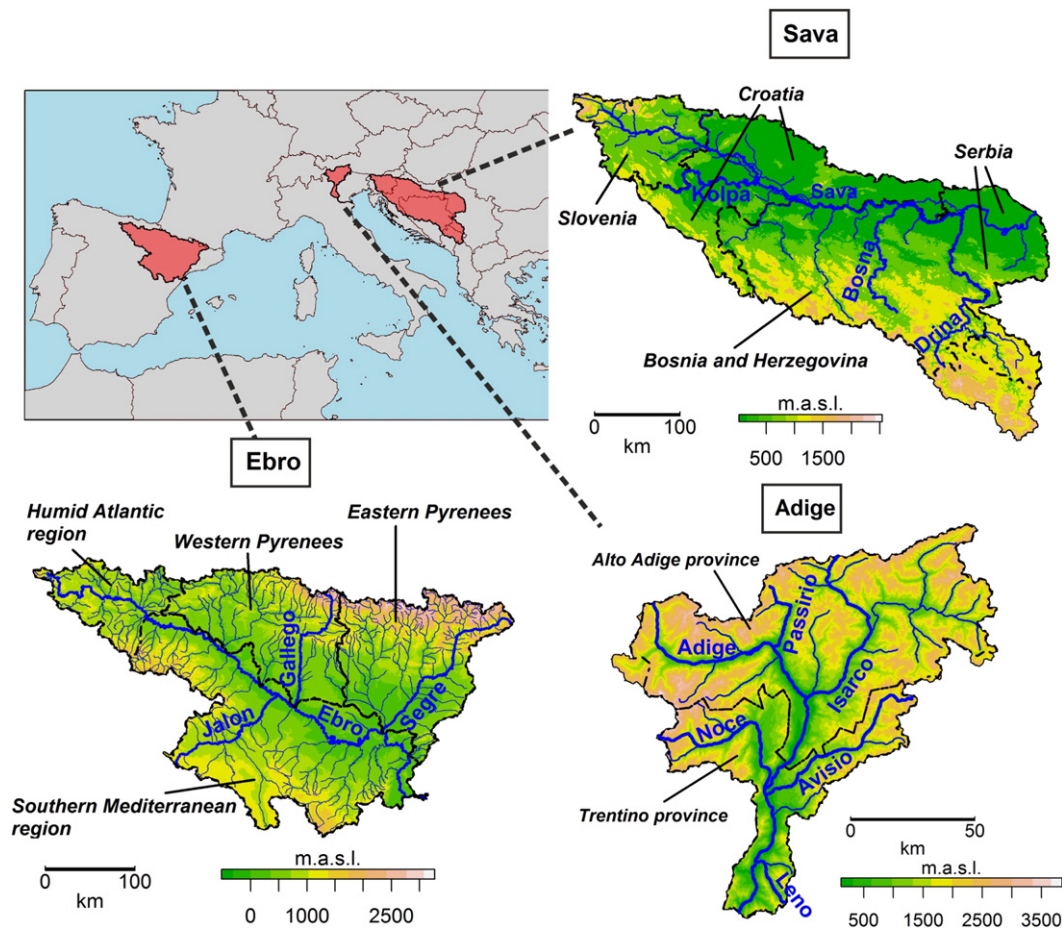 Sava
Croatia
Serbia
Slovenia
Kolpa
Sava
Bosna
Drina
Bosnia and Herzegovina
m.a.s.l.
0 100
km
500 1500
Ebro
Humid Atlantic
region
Western Pyrenees
Eastern Pyrenees
Gallego
Segre
Ebro
Jalon
Southern Mediterranean
region
0 100
km
m.a.s.l.
0 1000 2500
Adige
Alto Adige province
Passirio
Adige
Isarco
Noce
Avisio
Trentino province
Leno
0 50
km
m.a.s.l.
500 1500 2500 3500